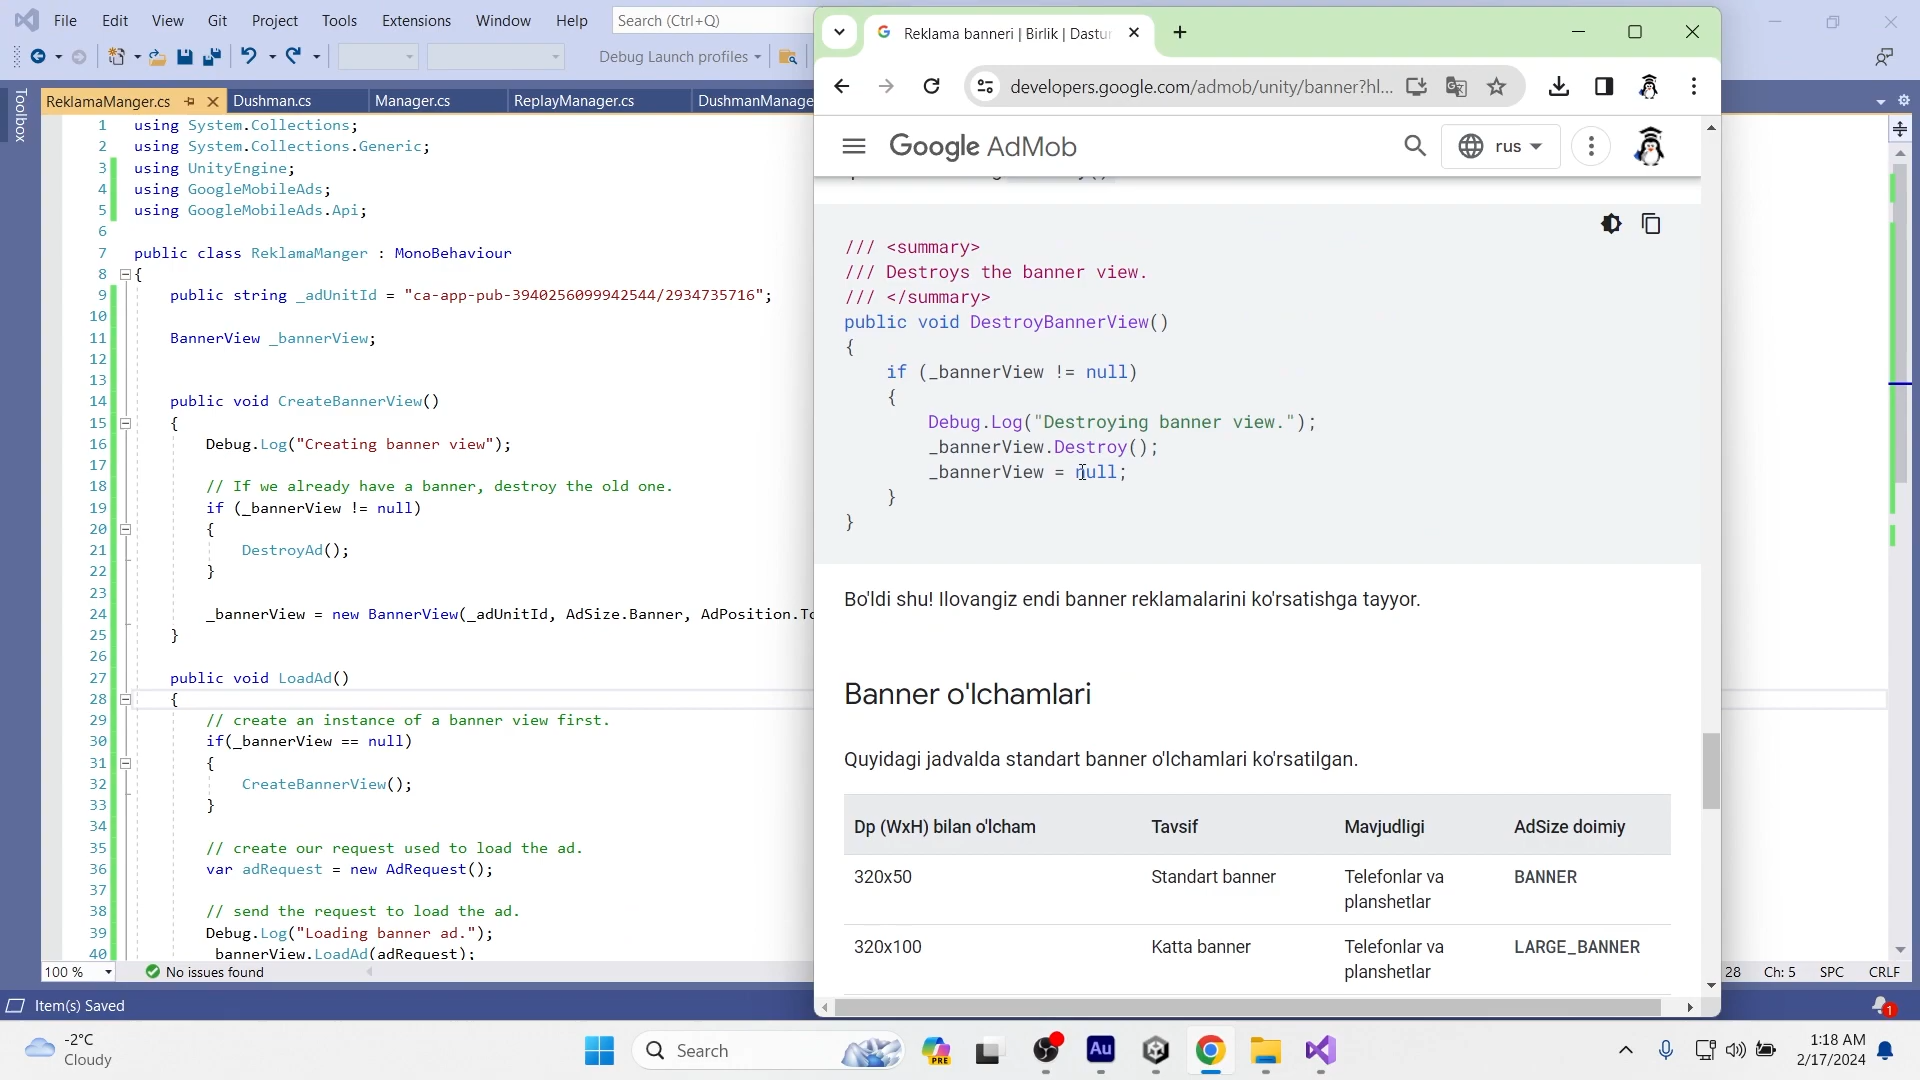 File Edit View Git Project Tools Extensions Window Help Search (Ctrl+Q)
Debug Launch profiles
Toolbox
ReklamaManger.cs Dushman.cs Manager.cs ReplayManager.cs DushmanManage
1 using System.Collections;
2 using System.Collections.Generic;
3 using UnityEngine;
4 using GoogleMobileAds;
5 using GoogleMobileAds.Api;
6
7 public class ReklamaManger : MonoBehaviour
8 {
9 public string _adUnitId = "ca-app-pub-3940256099942544/2934735716";
10
11 BannerView _bannerView;
12
13
14 public void CreateBannerView()
15 {
16 Debug.Log("Creating banner view");
17
18 // If we already have a banner, destroy the old one.
19 if (_bannerView != null)
20 {
21 DestroyAd();
22 }
23
24 _bannerView = new BannerView(_adUnitId, AdSize.Banner, AdPosition.To
25 }
26
27 public void LoadAd()
28 {
29 // create an instance of a banner view first.
30 if(_bannerView == null)
31 {
32 CreateBannerView();
33 }
34
35 // create our request used to load the ad.
36 var adRequest = new AdRequest();
37
38 // send the request to load the ad.
39 Debug.Log("Loading banner ad.");
40 _bannerView.LoadAd(adRequest);
100 % No issues found
28 Ch: 5 SPC CRLF
Item(s) Saved
1
Reklama banneri | Birlik | Dastur
developers.google.com/admob/unity/banner?hl...
Google AdMob
rus
/// <summary>
/// Destroys the banner view.
/// </summary>
public void DestroyBannerView()
{
if (_bannerView != null)
{
Debug.Log("Destroying banner view.");
_bannerView.Destroy();
_bannerView = null;
}
}
Bo'ldi shu! Ilovangiz endi banner reklamalarini ko'rsatishga tayyor.
Banner o'lchamlari
Quyidagi jadvalda standart banner o'lchamlari ko'rsatilgan.
Dp (WxH) bilan o'lcham Tavsif Mavjudligi AdSize doimiy
320x50 Standart banner Telefonlar va planshetlar BANNER
320x100 Katta banner Telefonlar va planshetlar LARGE_BANNER
-2°C
Cloudy
Search
PRE
Au
1:18 AM
2/17/2024